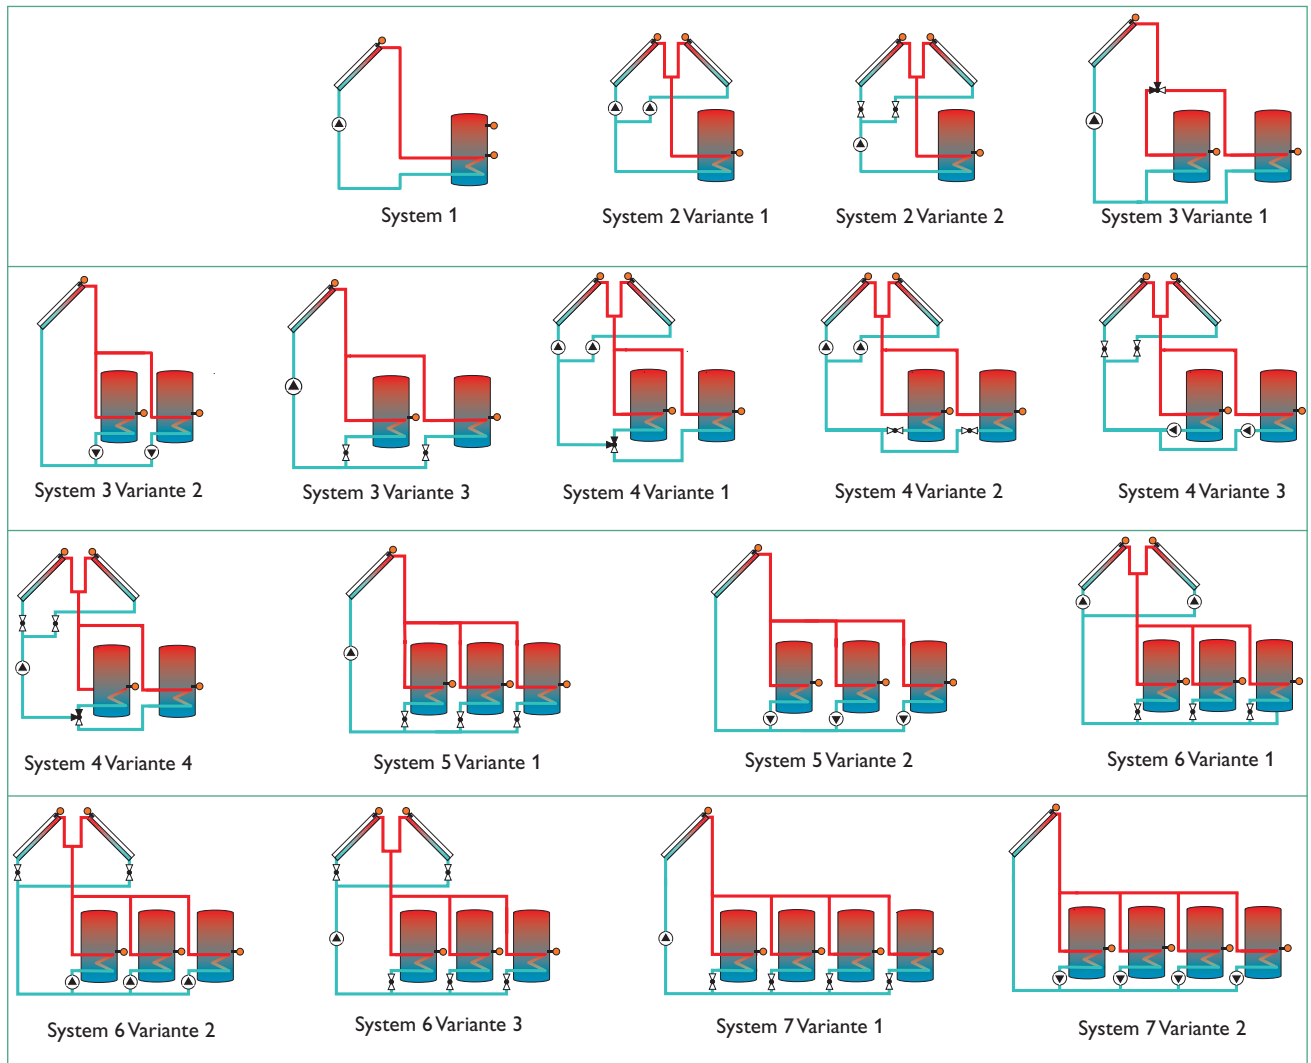 System 1
System 2 Variante 1
System 2 Variante 2
System 3 Variante 1
System 3 Variante 2
System 3 Variante 3
System 4 Variante 1
System 4 Variante 2
System 4 Variante 3
System 4 Variante 4
System 5 Variante 1
System 5 Variante 2
System 6 Variante 1
System 6 Variante 2
System 6 Variante 3
System 7 Variante 1
System 7 Variante 2